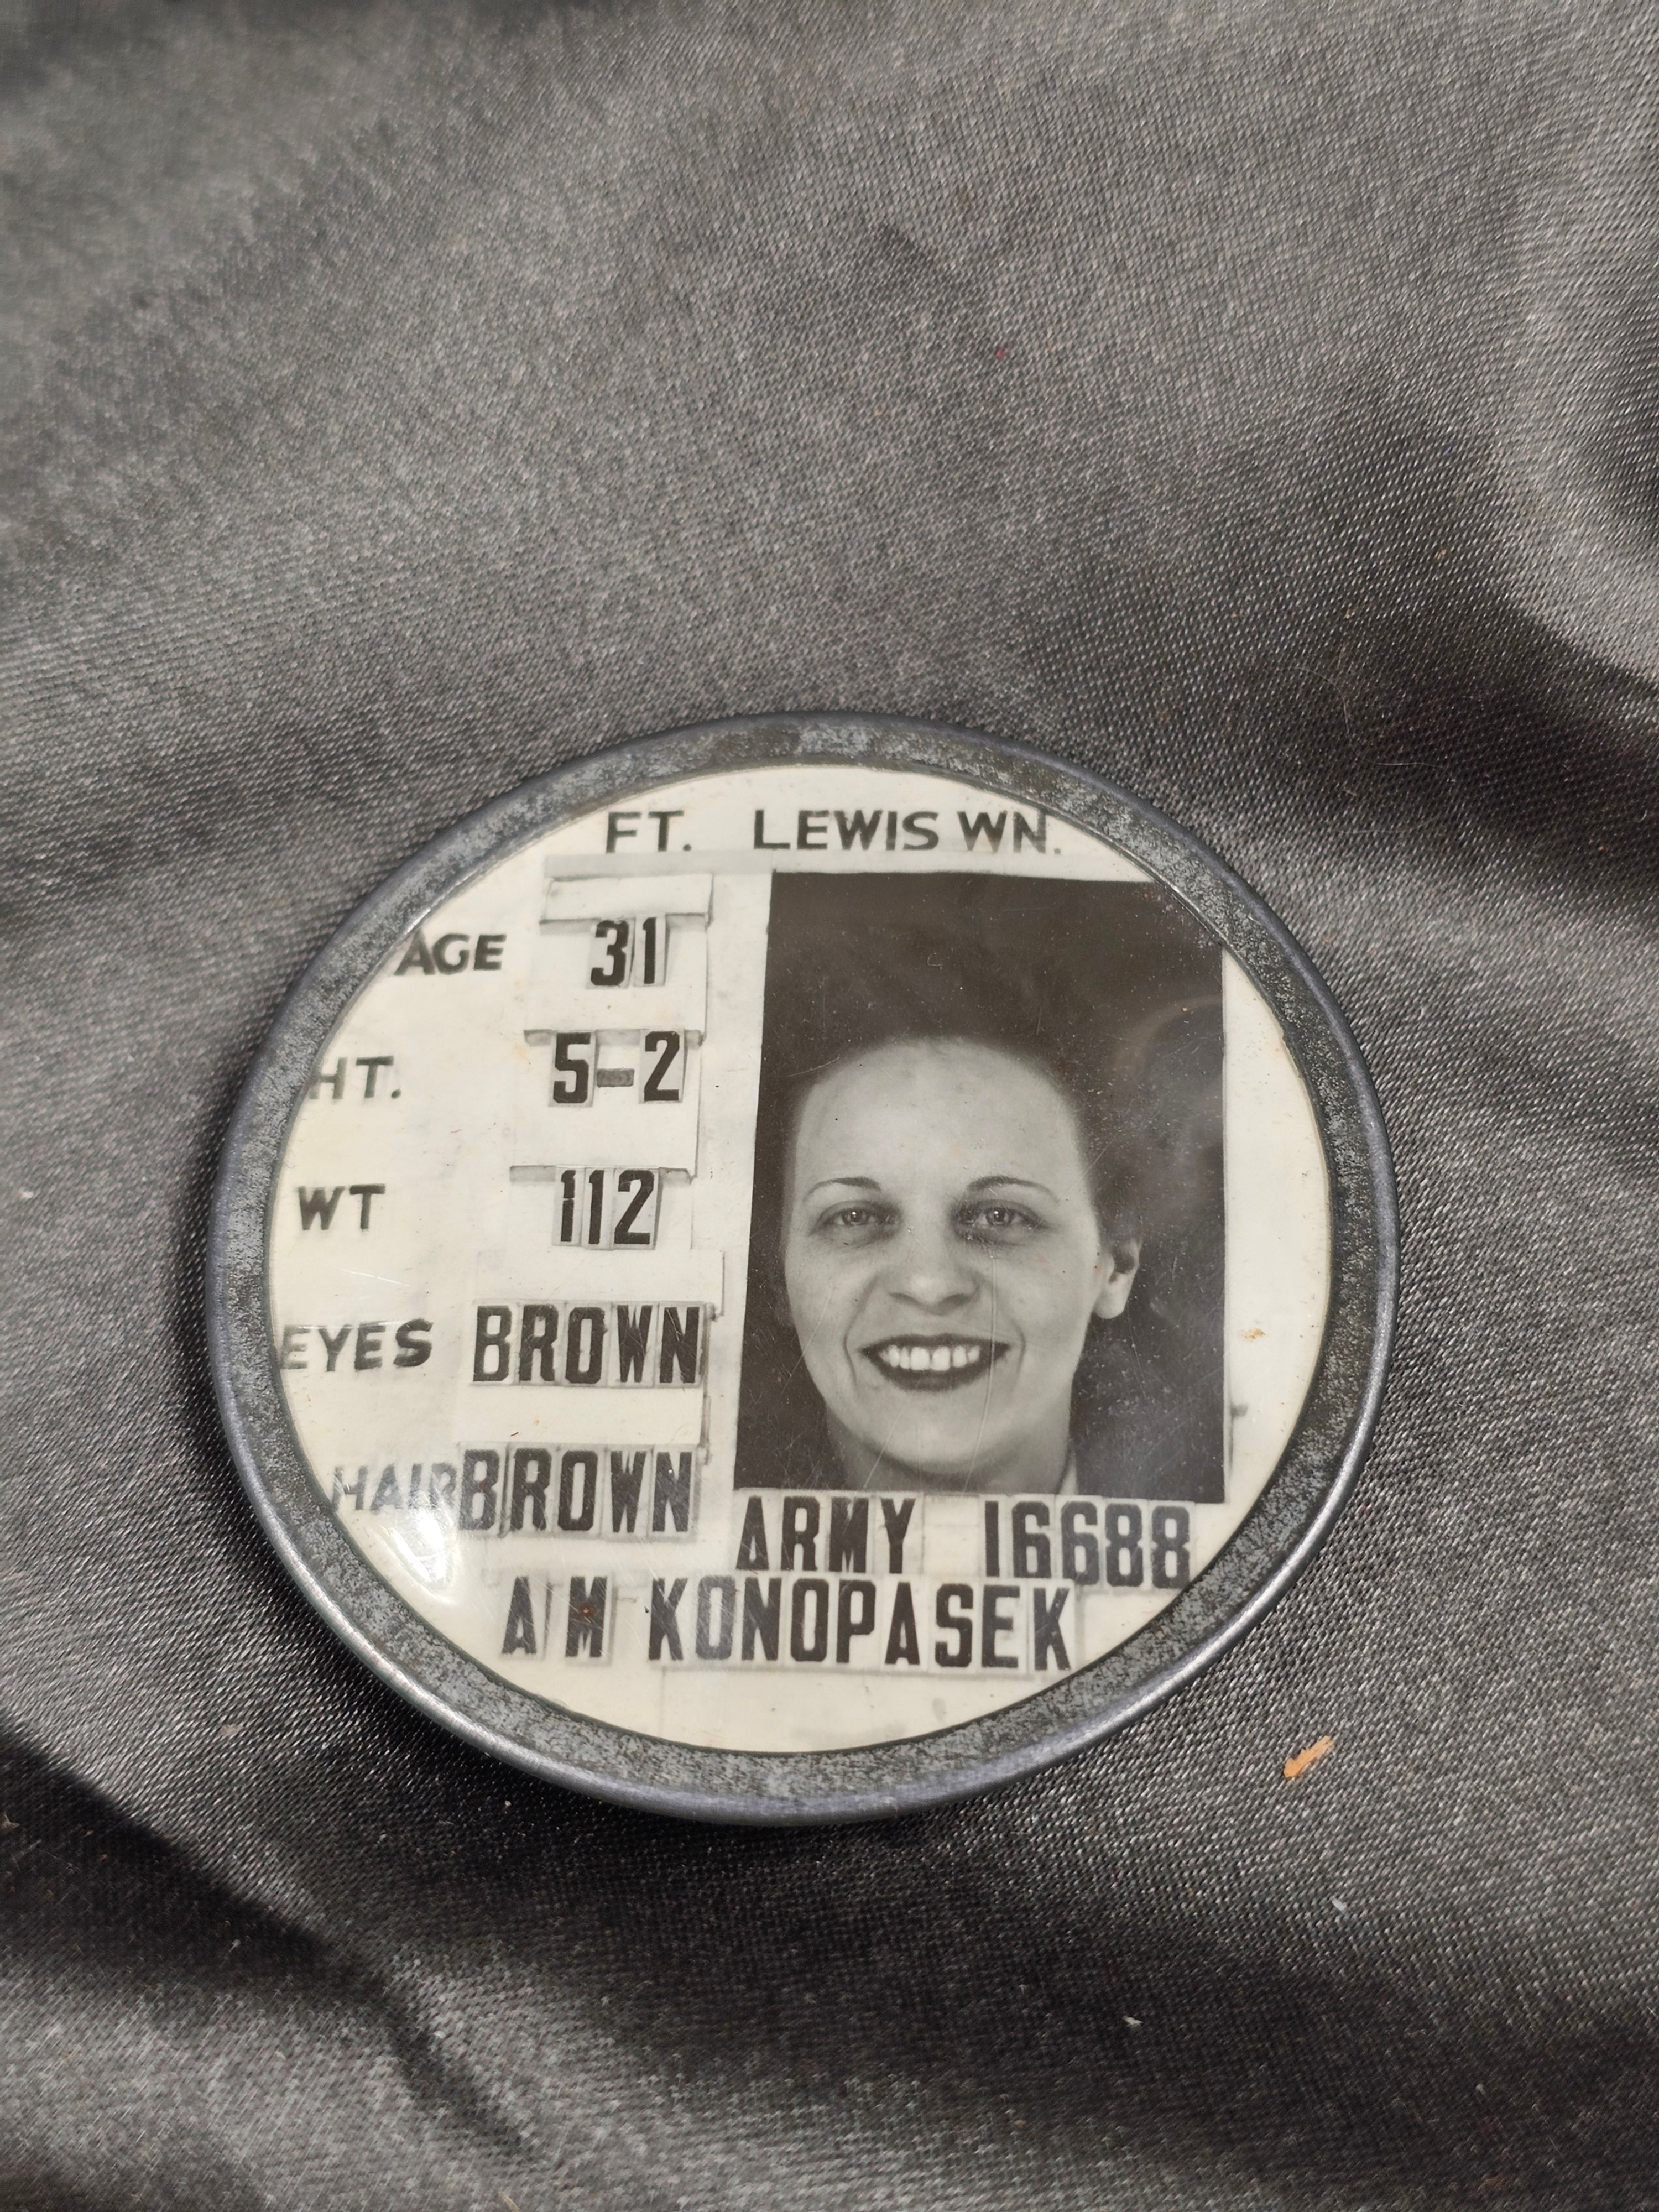 FT. LEWIS WN.
AGE 31
HT. 5-2
WT 112
EYES BROWN
HAIR BROWN
ARMY 16688
A M KONOPASEK